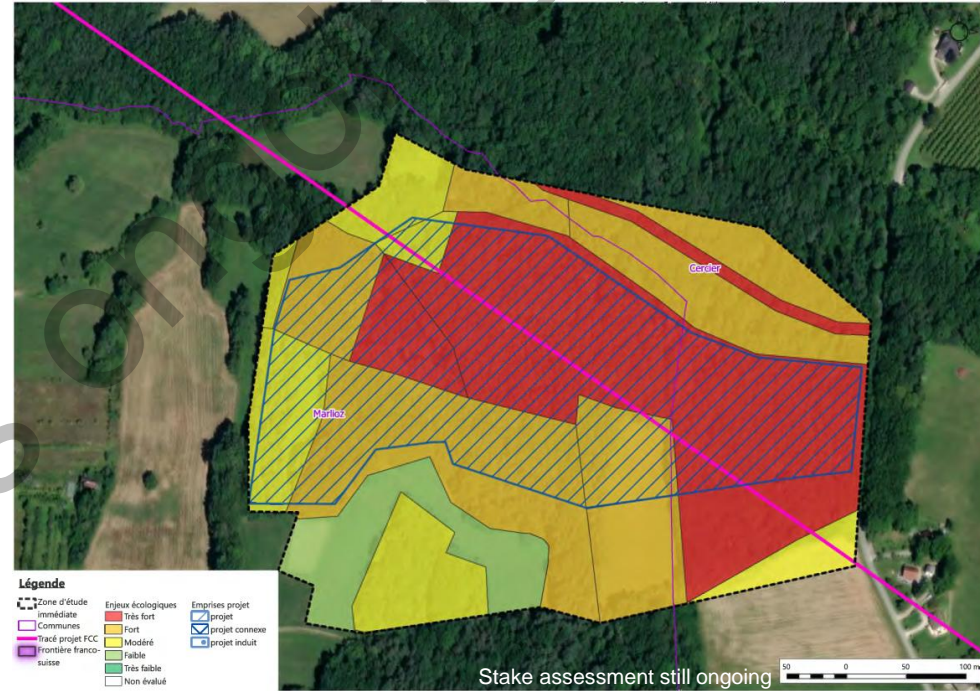 Cercier
Marlioz
Légende
Zone d'étude
immédiate
Communes
Tracé projet FCC
Frontière franco-
suisse
Enjeux écologiques
Très fort
Fort
Modéré
Faible
Très faible
Non évalué
Emprises projet
projet
projet connexe
projet induit
Stake assessment still ongoing
50 0 50 100 m